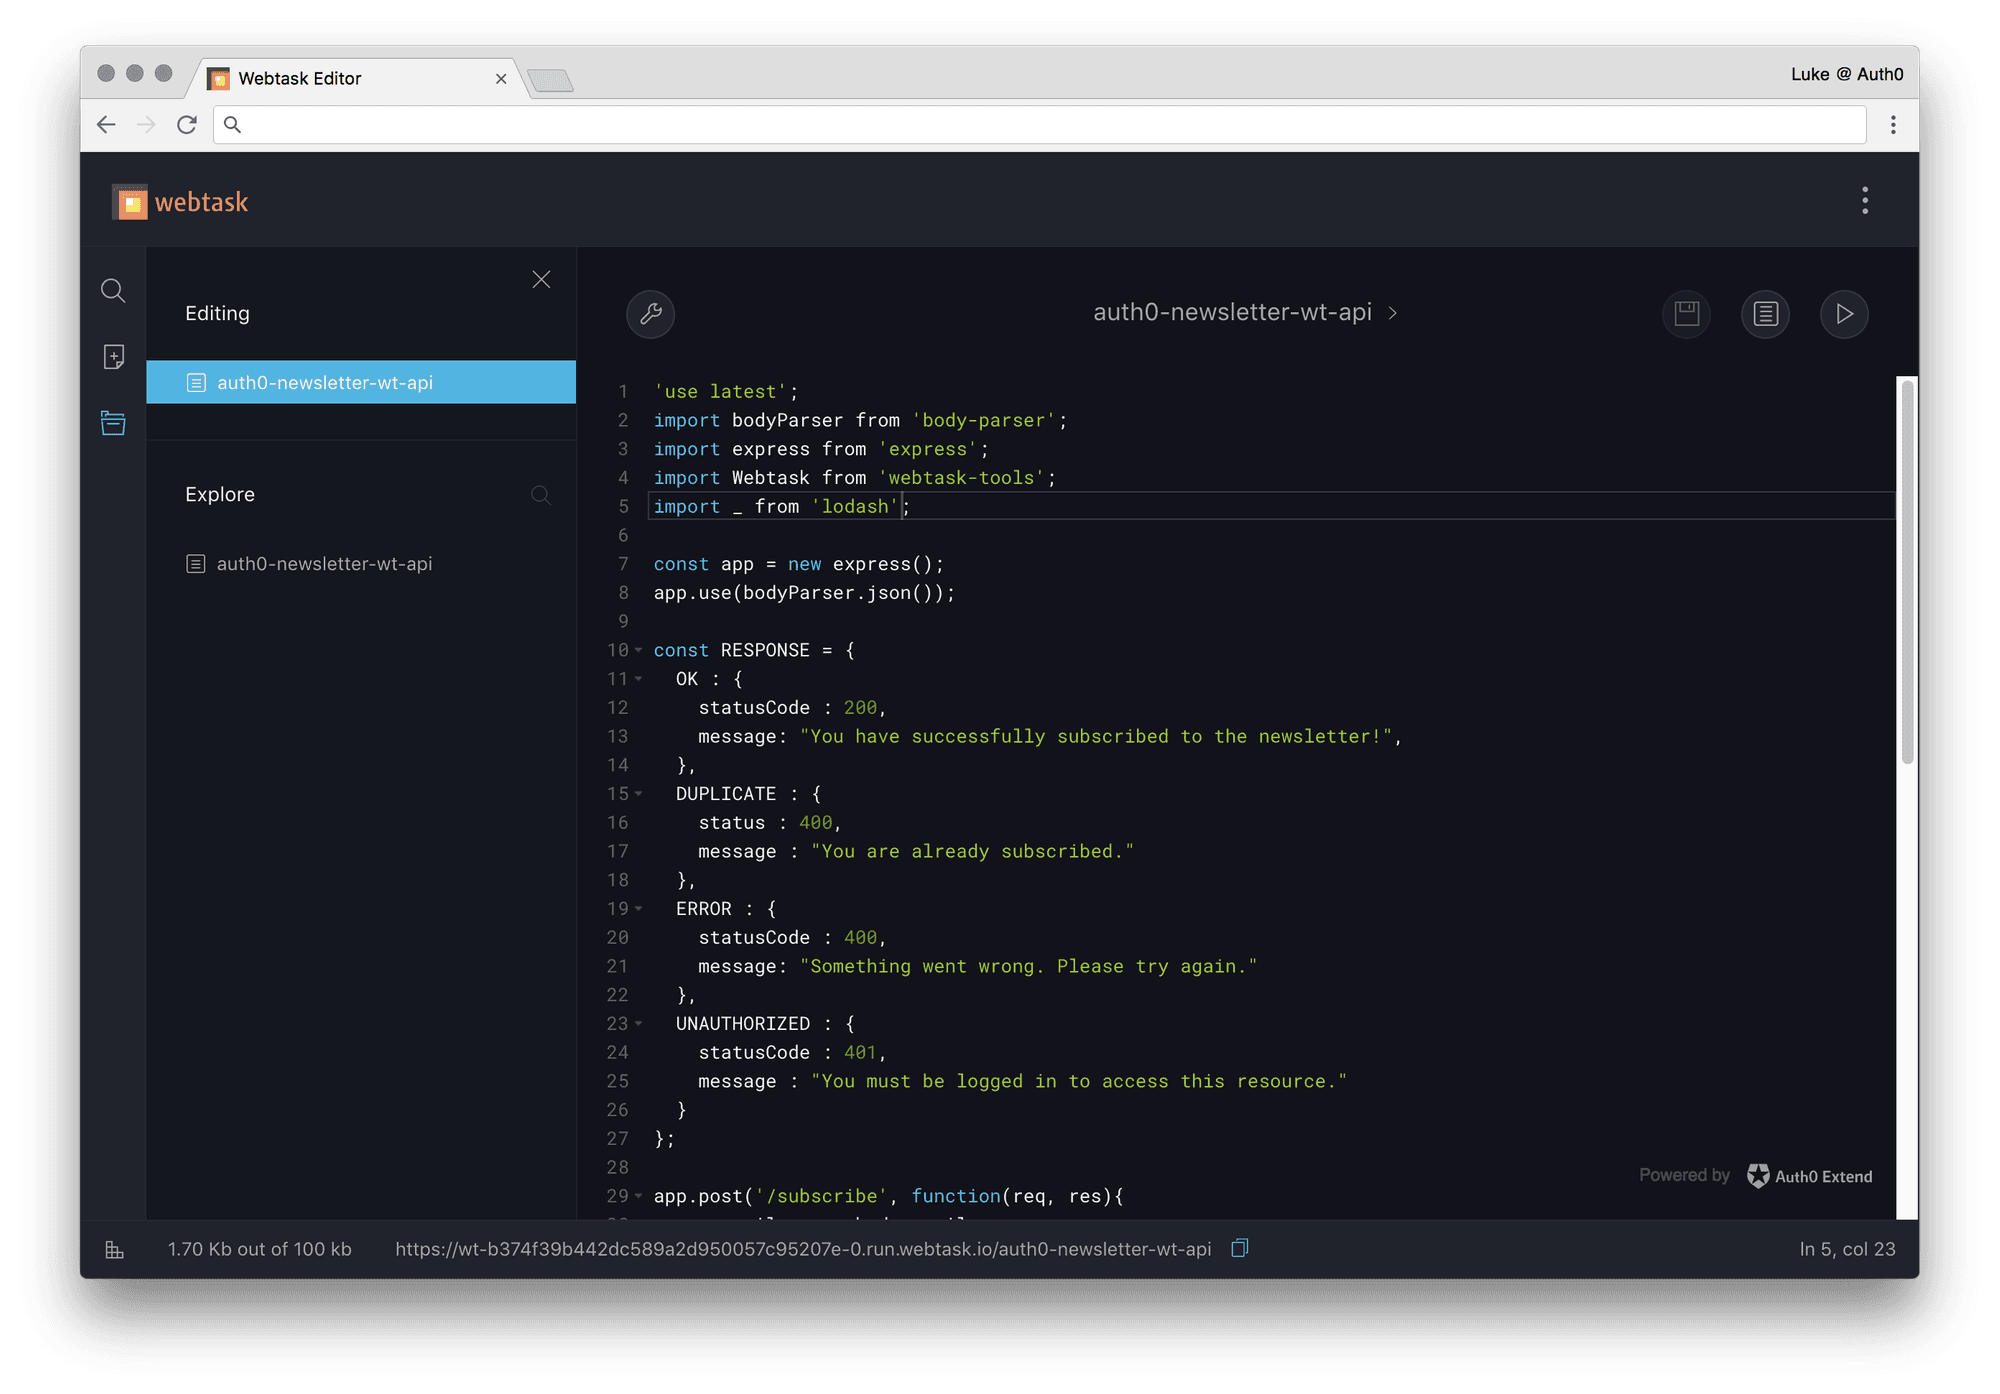 Webtask Editor
Luke @ Auth0
webtask
Editing
auth0-newsletter-wt-api
Explore
auth0-newsletter-wt-api
auth0-newsletter-wt-api
1 'use latest';
2 import bodyParser from 'body-parser';
3 import express from 'express';
4 import Webtask from 'webtask-tools';
5 import _ from 'lodash';
6
7 const app = new express();
8 app.use(bodyParser.json());
9
10 const RESPONSE = {
11   OK : {
12     statusCode : 200,
13     message: "You have successfully subscribed to the newsletter!",
14   },
15   DUPLICATE : {
16     status : 400,
17     message : "You are already subscribed."
18   },
19   ERROR : {
20     statusCode : 400,
21     message: "Something went wrong. Please try again."
22   },
23   UNAUTHORIZED : {
24     statusCode : 401,
25     message : "You must be logged in to access this resource."
26   }
27 };
28
29 app.post('/subscribe', function(req, res){
Powered by Auth0 Extend
1.70 Kb out of 100 kb
https://wt-b374f39b442dc589a2d950057c95207e-0.run.webtask.io/auth0-newsletter-wt-api
ln 5, col 23